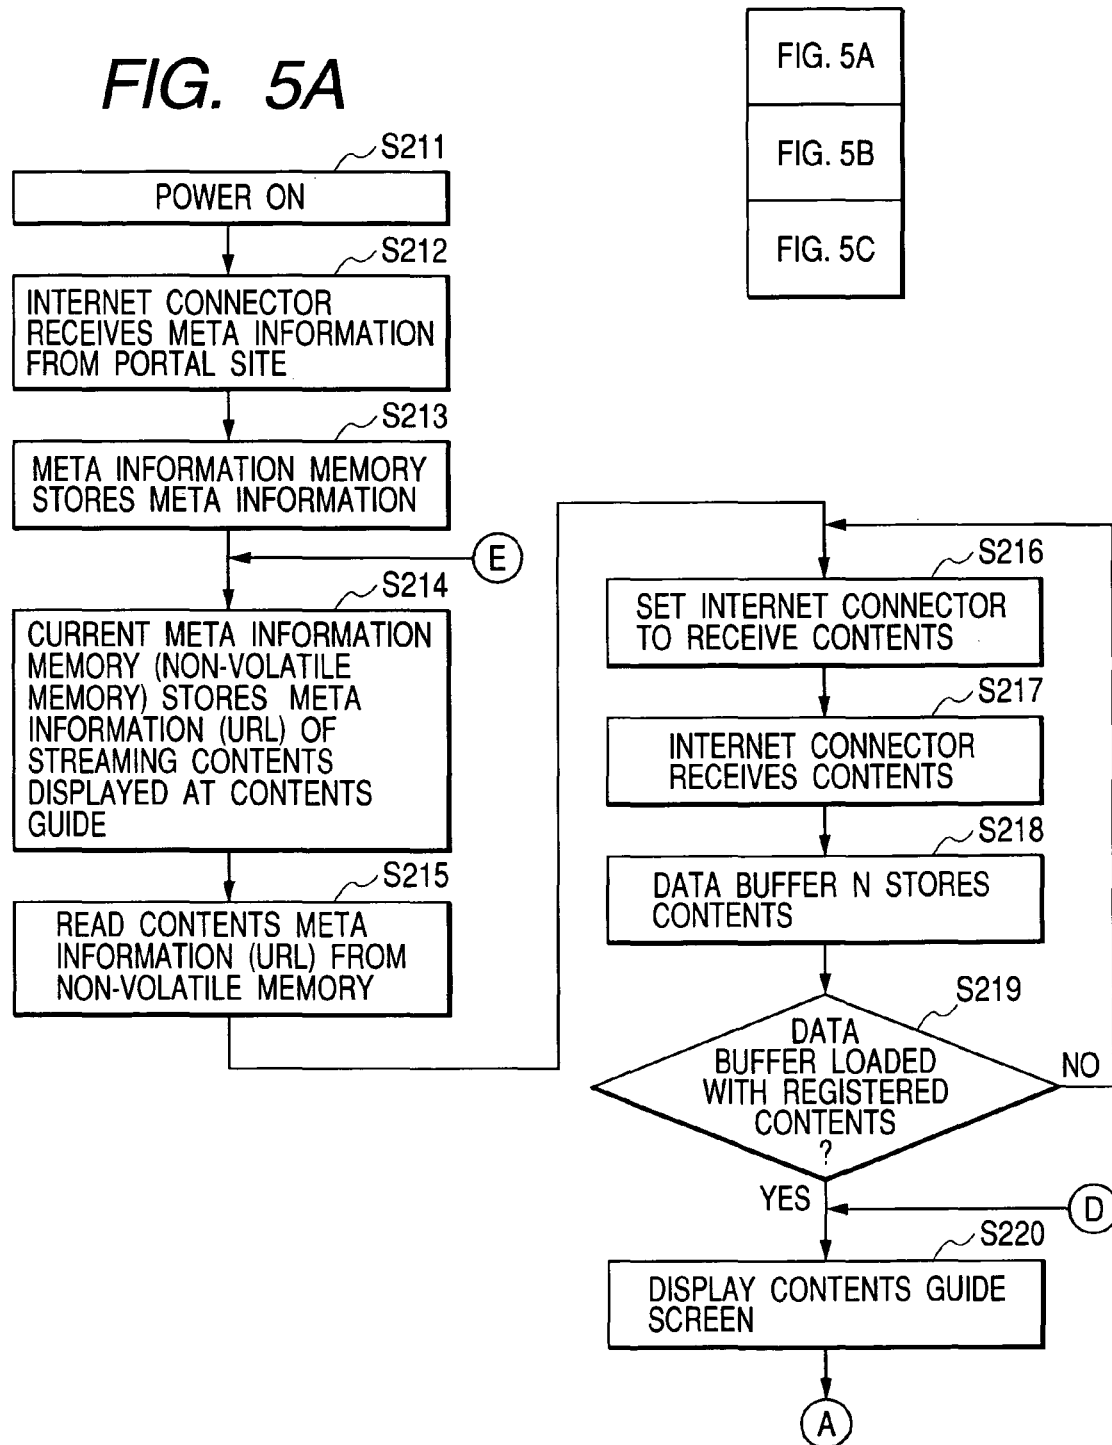 FIG. 5A
FIG. 5A
FIG. 5B
FIG. 5C
S211
POWER ON
S212
INTERNET CONNECTOR
RECEIVES META INFORMATION
FROM PORTAL SITE
S213
META INFORMATION MEMORY
STORES META INFORMATION
E
S214
CURRENT META INFORMATION
MEMORY (NON-VOLATILE
MEMORY) STORES META
INFORMATION (URL) OF
STREAMING CONTENTS
DISPLAYED AT CONTENTS
GUIDE
S215
READ CONTENTS META
INFORMATION (URL) FROM
NON-VOLATILE MEMORY
S216
SET INTERNET CONNECTOR
TO RECEIVE CONTENTS
S217
INTERNET CONNECTOR
RECEIVES CONTENTS
S218
DATA BUFFER N STORES
CONTENTS
S219
DATA
BUFFER LOADED
WITH REGISTERED
CONTENTS
?
NO
YES
D
S220
DISPLAY CONTENTS GUIDE
SCREEN
A